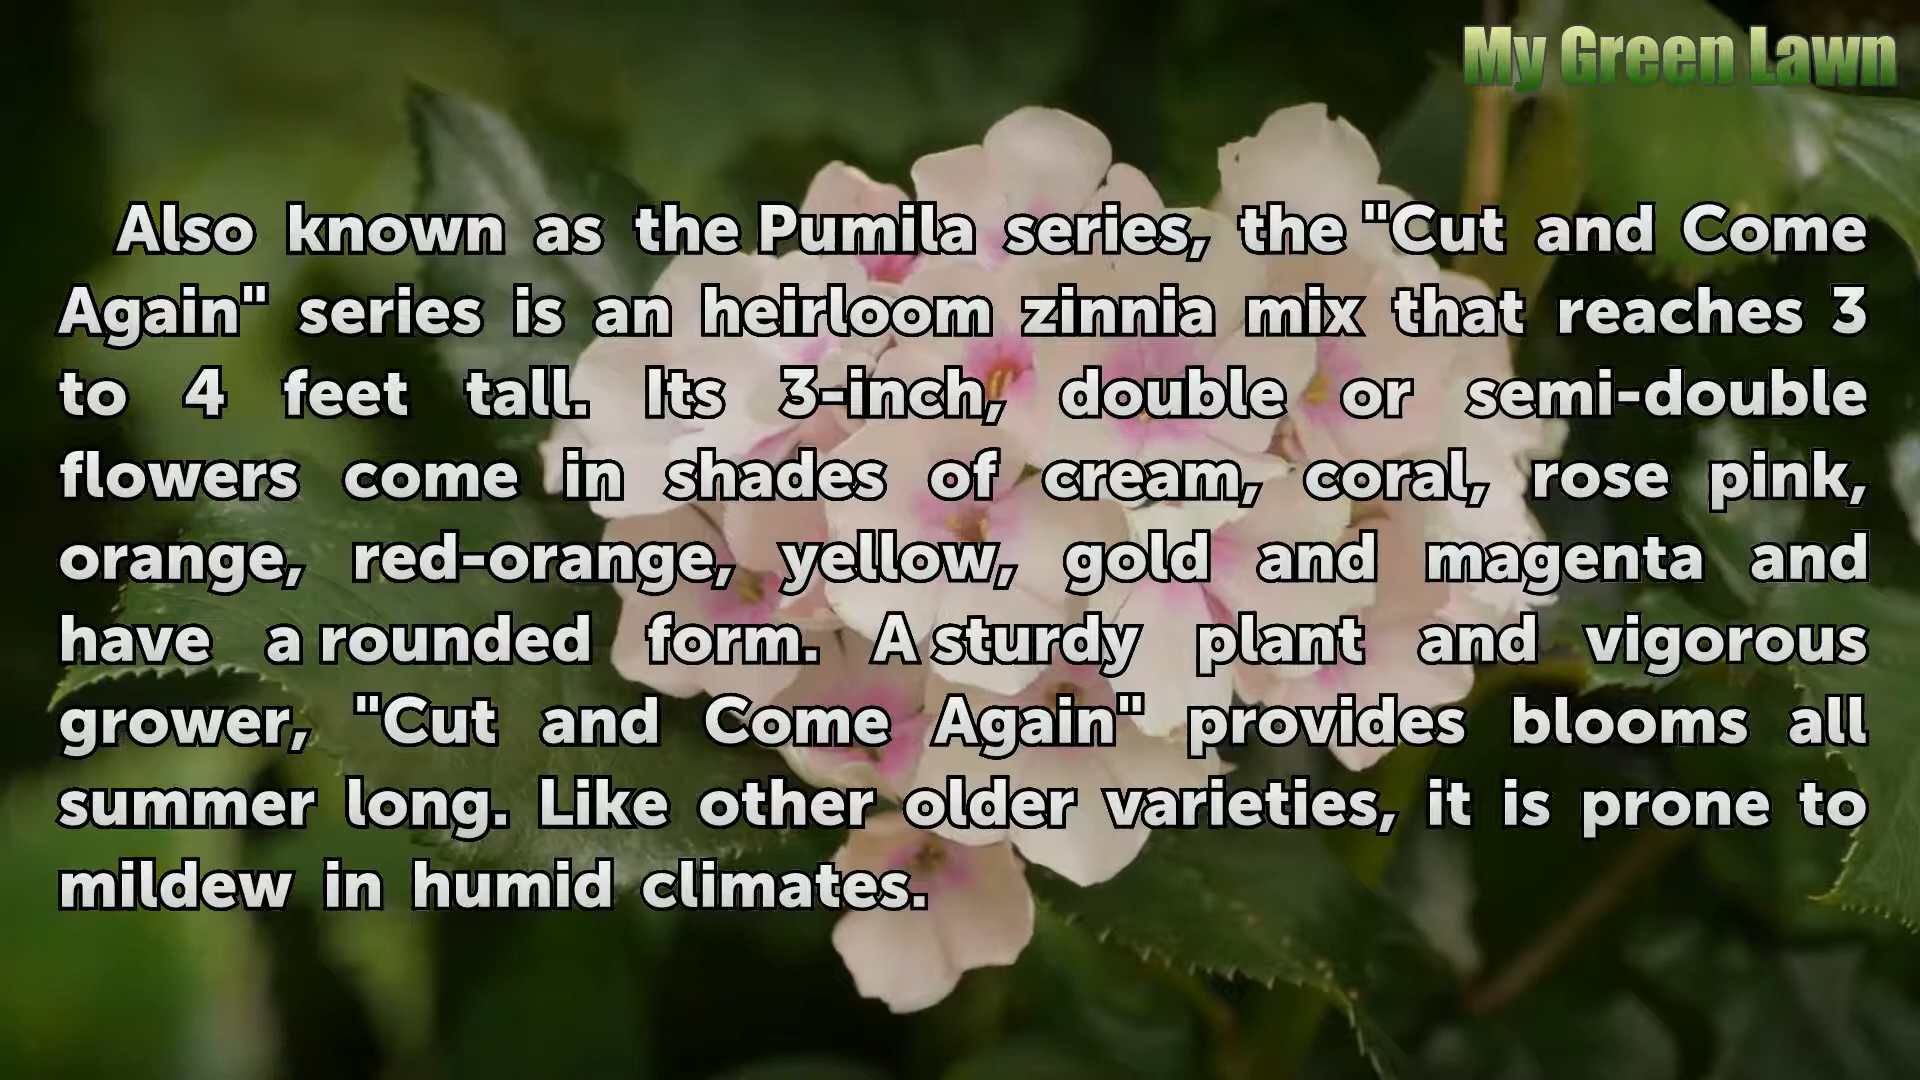 My Green Lawn
Also known as the Pumila series, the "Cut and Come
Again" series is an heirloom zinnia mix that reaches 3
to 4 feet tall. Its 3-inch, double or semi-double
flowers come in shades of cream, coral, rose pink,
orange, red-orange, yellow, gold and magenta and
have a rounded form. A sturdy plant and vigorous
grower, "Cut and Come Again" provides blooms all
summer long. Like other older varieties, it is prone to
mildew in humid climates.